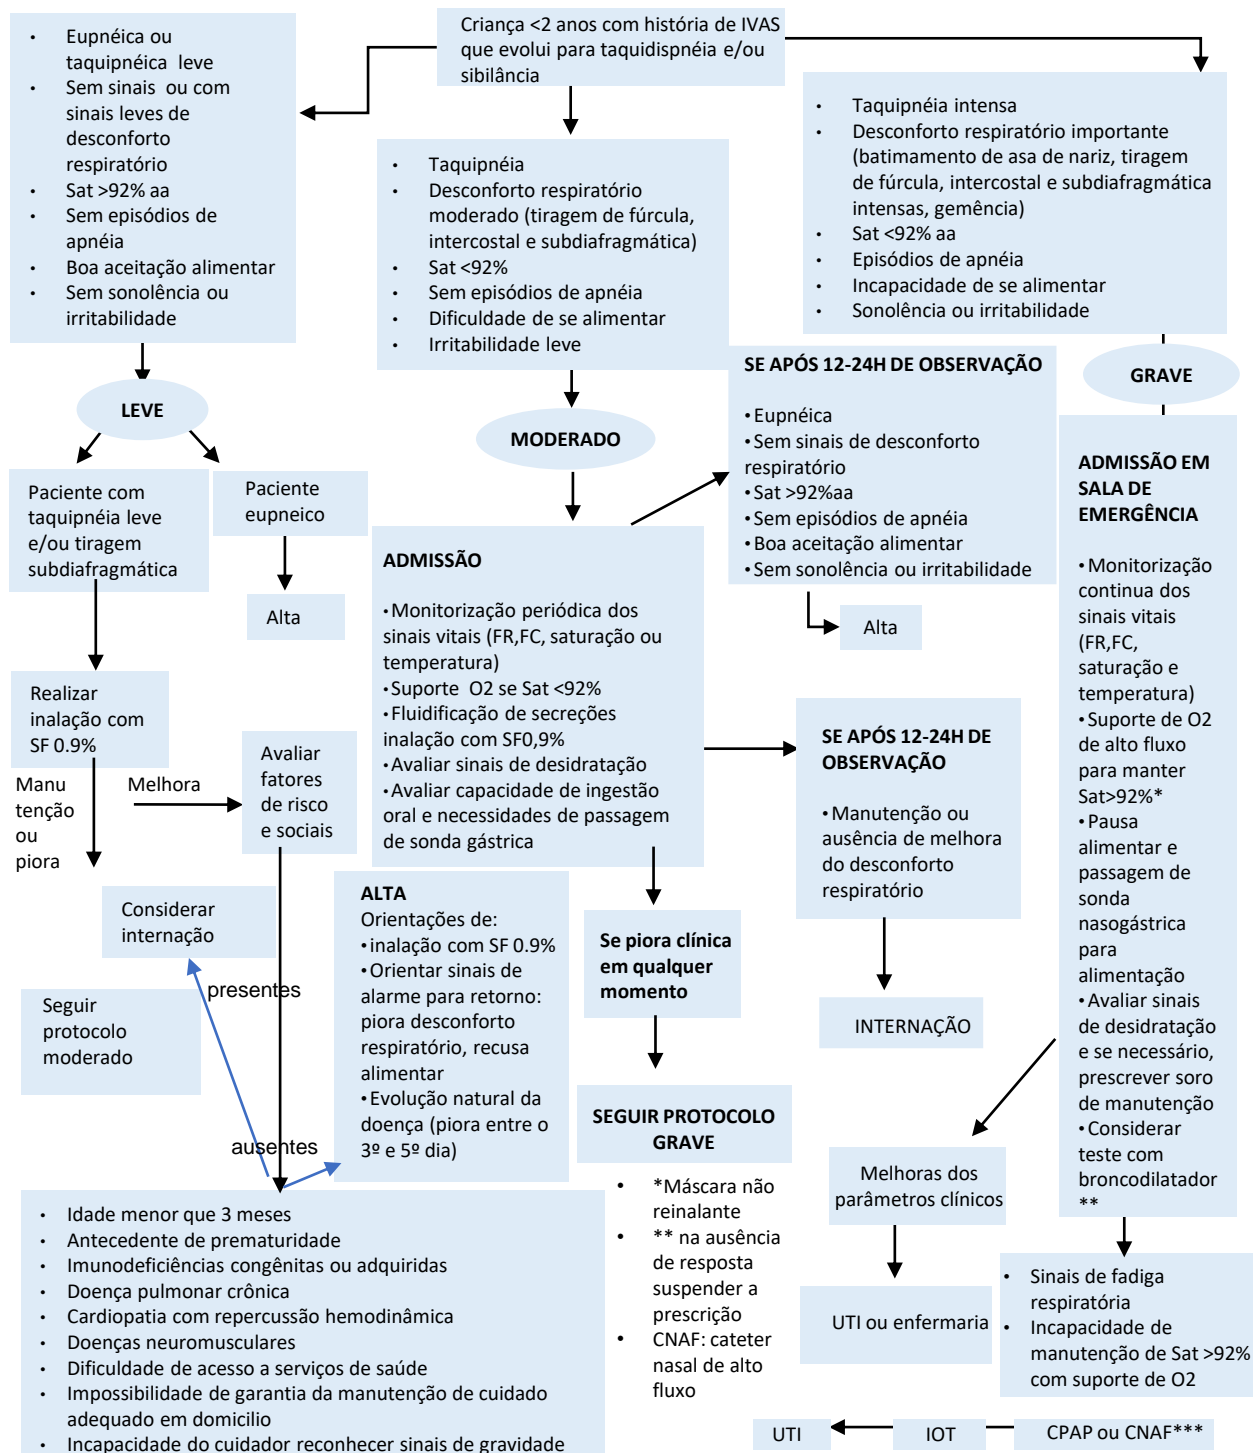 Criança <2 anos com história de IVAS
que evolui para taquidispnéia e/ou
sibilância
• Eupnéica ou
taquipnéica leve
• Sem sinais ou com
sinais leves de
desconforto
respiratório
• Sat >92% aa
• Sem episódios de
apnéia
• Boa aceitação alimentar
• Sem sonolência ou
irritabilidade
• Taquipnéia
• Desconforto respiratório
moderado (tiragem de fúrcula,
intercostal e subdiafragmática)
• Sat <92%
• Sem episódios de apnéia
• Dificuldade de se alimentar
• Irritabilidade leve
• Taquipnéia intensa
• Desconforto respiratório importante
(batimamento de asa de nariz, tiragem
de fúrcula, intercostal e subdiafragmática
intensas, gemência)
• Sat <92% aa
• Episódios de apnéia
• Incapacidade de se alimentar
• Sonolência ou irritabilidade
LEVE
MODERADO
GRAVE
Paciente com
taquipnéia leve
e/ou tiragem
subdiafragmática
Paciente
eupneico
Alta
Realizar
inalação com
SF 0.9%
Manu
tenção
ou
piora
Melhora
Avaliar
fatores
de risco
e sociais
Considerar
internação
Seguir
protocolo
moderado
presentes
ausentes
• Idade menor que 3 meses
• Antecedente de prematuridade
• Imunodeficiências congênitas ou adquiridas
• Doença pulmonar crônica
• Cardiopatia com repercussão hemodinâmica
• Doenças neuromusculares
• Dificuldade de acesso a serviços de saúde
• Impossibilidade de garantia da manutenção de cuidado
adequado em domicilio
• Incapacidade do cuidador reconhecer sinais de gravidade
ALTA
Orientações de:
• inalação com SF 0.9%
• Orientar sinais de
alarme para retorno:
piora desconforto
respiratório, recusa
alimentar
• Evolução natural da
doença (piora entre o
3º e 5º dia)
ADMISSÃO
• Monitorização periódica dos
sinais vitais (FR,FC, saturação ou
temperatura)
• Suporte O2 se Sat <92%
• Fluidificação de secreções
inalação com SF0,9%
• Avaliar sinais de desidratação
• Avaliar capacidade de ingestão
oral e necessidades de passagem
de sonda gástrica
SE APÓS 12-24H DE OBSERVAÇÃO
• Eupnéica
• Sem sinais de desconforto
respiratório
• Sat >92%aa
• Sem episódios de apnéia
• Boa aceitação alimentar
• Sem sonolência ou irritabilidade
Alta
SE APÓS 12-24H DE
OBSERVAÇÃO
• Manutenção ou
ausência de melhora
do desconforto
respiratório
INTERNAÇÃO
Se piora clínica
em qualquer
momento
SEGUIR PROTOCOLO
GRAVE
• *Máscara não
reinalante
• ** na ausência
de resposta
suspender a
prescrição
• CNAF: cateter
nasal de alto
fluxo
ADMISSÃO EM
SALA DE
EMERGÊNCIA
• Monitorização
continua dos
sinais vitais
(FR,FC,
saturação e
temperatura)
• Suporte de O2
de alto fluxo
para manter
Sat>92%*
• Pausa
alimentar e
passagem de
sonda
nasogástrica
para
alimentação
• Avaliar sinais
de desidratação
e se necessário,
prescrever soro
de manutenção
• Considerar
teste com
broncodilatador
**
Melhoras dos
parâmetros clínicos
UTI ou enfermaria
• Sinais de fadiga
respiratória
• Incapacidade de
manutenção de Sat >92%
com suporte de O2
UTI
IOT
CPAP ou CNAF***